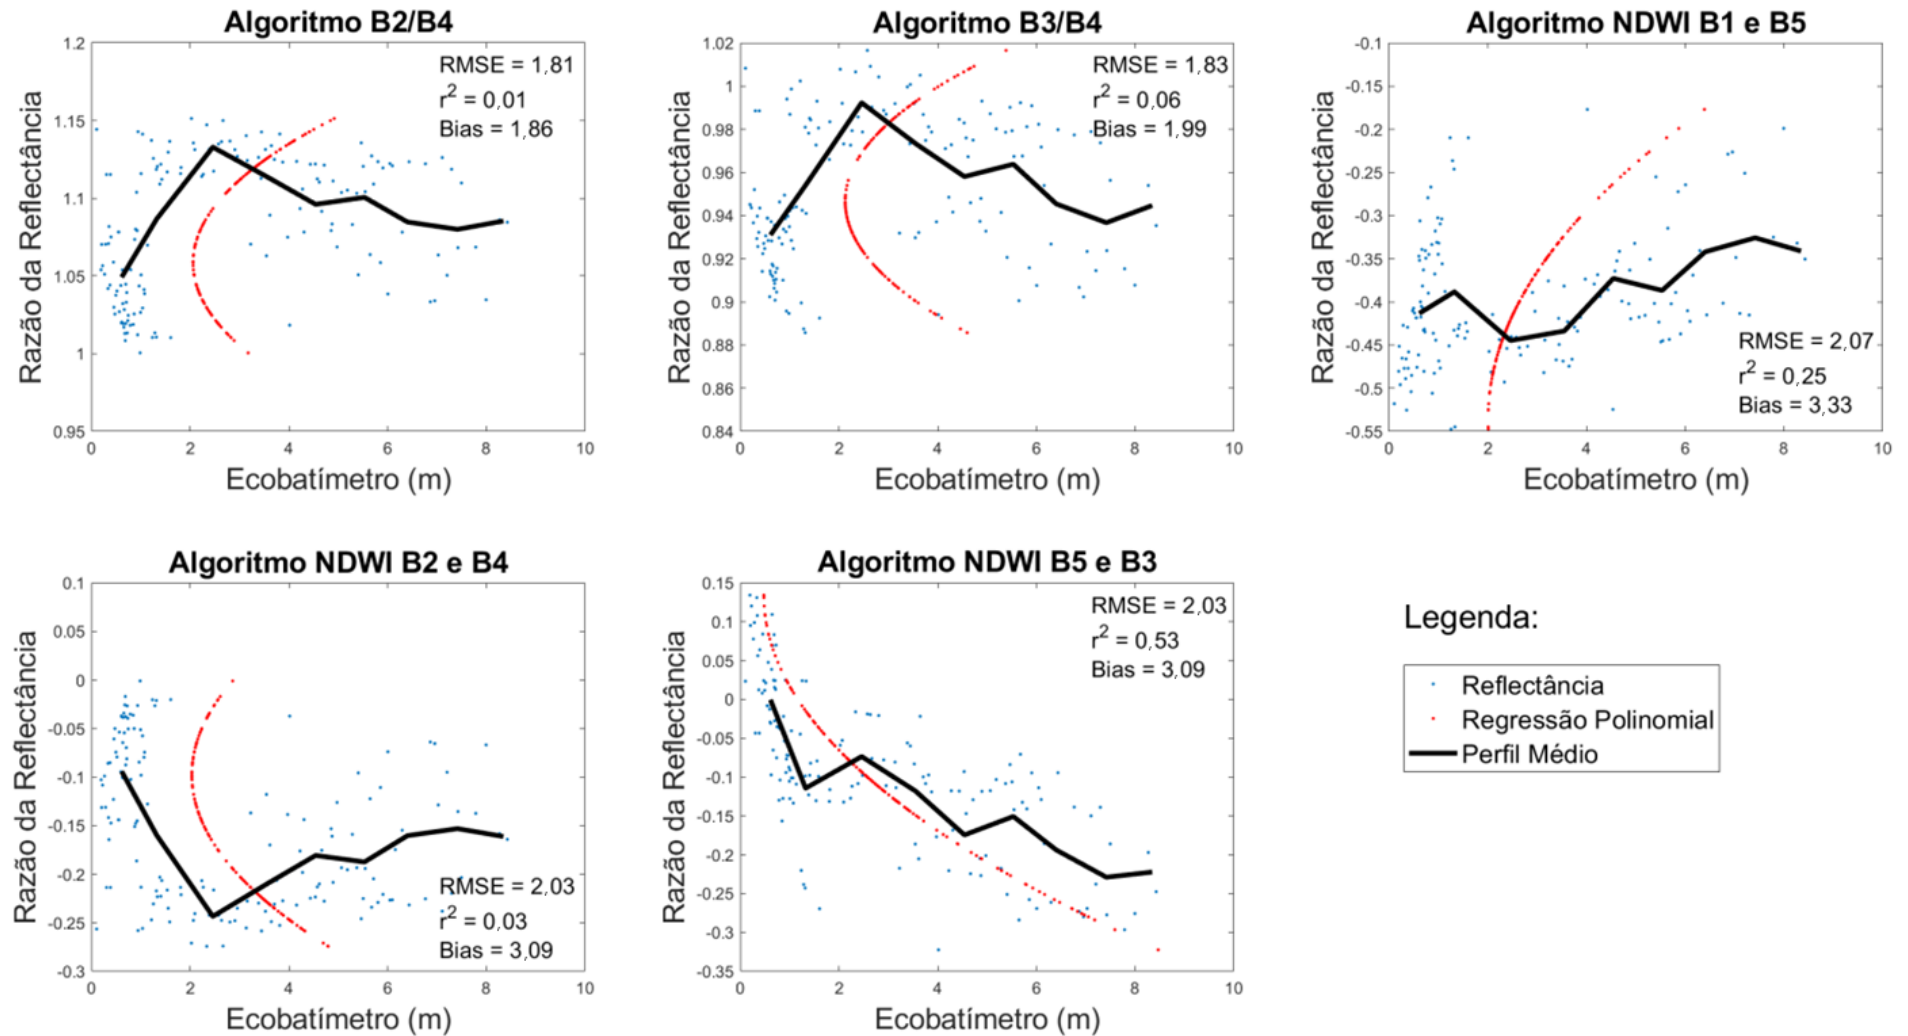 Algoritmo B2/B4
RMSE = 1,81
r² = 0,01
Bias = 1,86
Razão da Reflectância
1.2
1.15
1.1
1.05
1
0.95
0 2 4 6 8 10
Ecobatímetro (m)
Algoritmo B3/B4
RMSE = 1,83
r² = 0,06
Bias = 1,99
Razão da Reflectância
1.02
1
0.98
0.96
0.94
0.92
0.9
0.88
0.86
0.84
0 2 4 6 8 10
Ecobatímetro (m)
Algoritmo NDWI B1 e B5
Razão da Reflectância
-0.1
-0.15
-0.2
-0.25
-0.3
-0.35
-0.4
-0.45
-0.5
-0.55
RMSE = 2,07
r² = 0,25
Bias = 3,33
0 2 4 6 8 10
Ecobatímetro (m)
Algoritmo NDWI B2 e B4
Razão da Reflectância
0.1
0.05
0
-0.05
-0.1
-0.15
-0.2
-0.25
-0.3
RMSE = 2,03
r² = 0,03
Bias = 3,09
0 2 4 6 8 10
Ecobatímetro (m)
Algoritmo NDWI B5 e B3
RMSE = 2,03
r² = 0,53
Bias = 3,09
Razão da Reflectância
0.15
0.1
0.05
0
-0.05
-0.1
-0.15
-0.2
-0.25
-0.3
-0.35
0 2 4 6 8 10
Ecobatímetro (m)
Legenda:
Reflectância
Regressão Polinomial
Perfil Médio